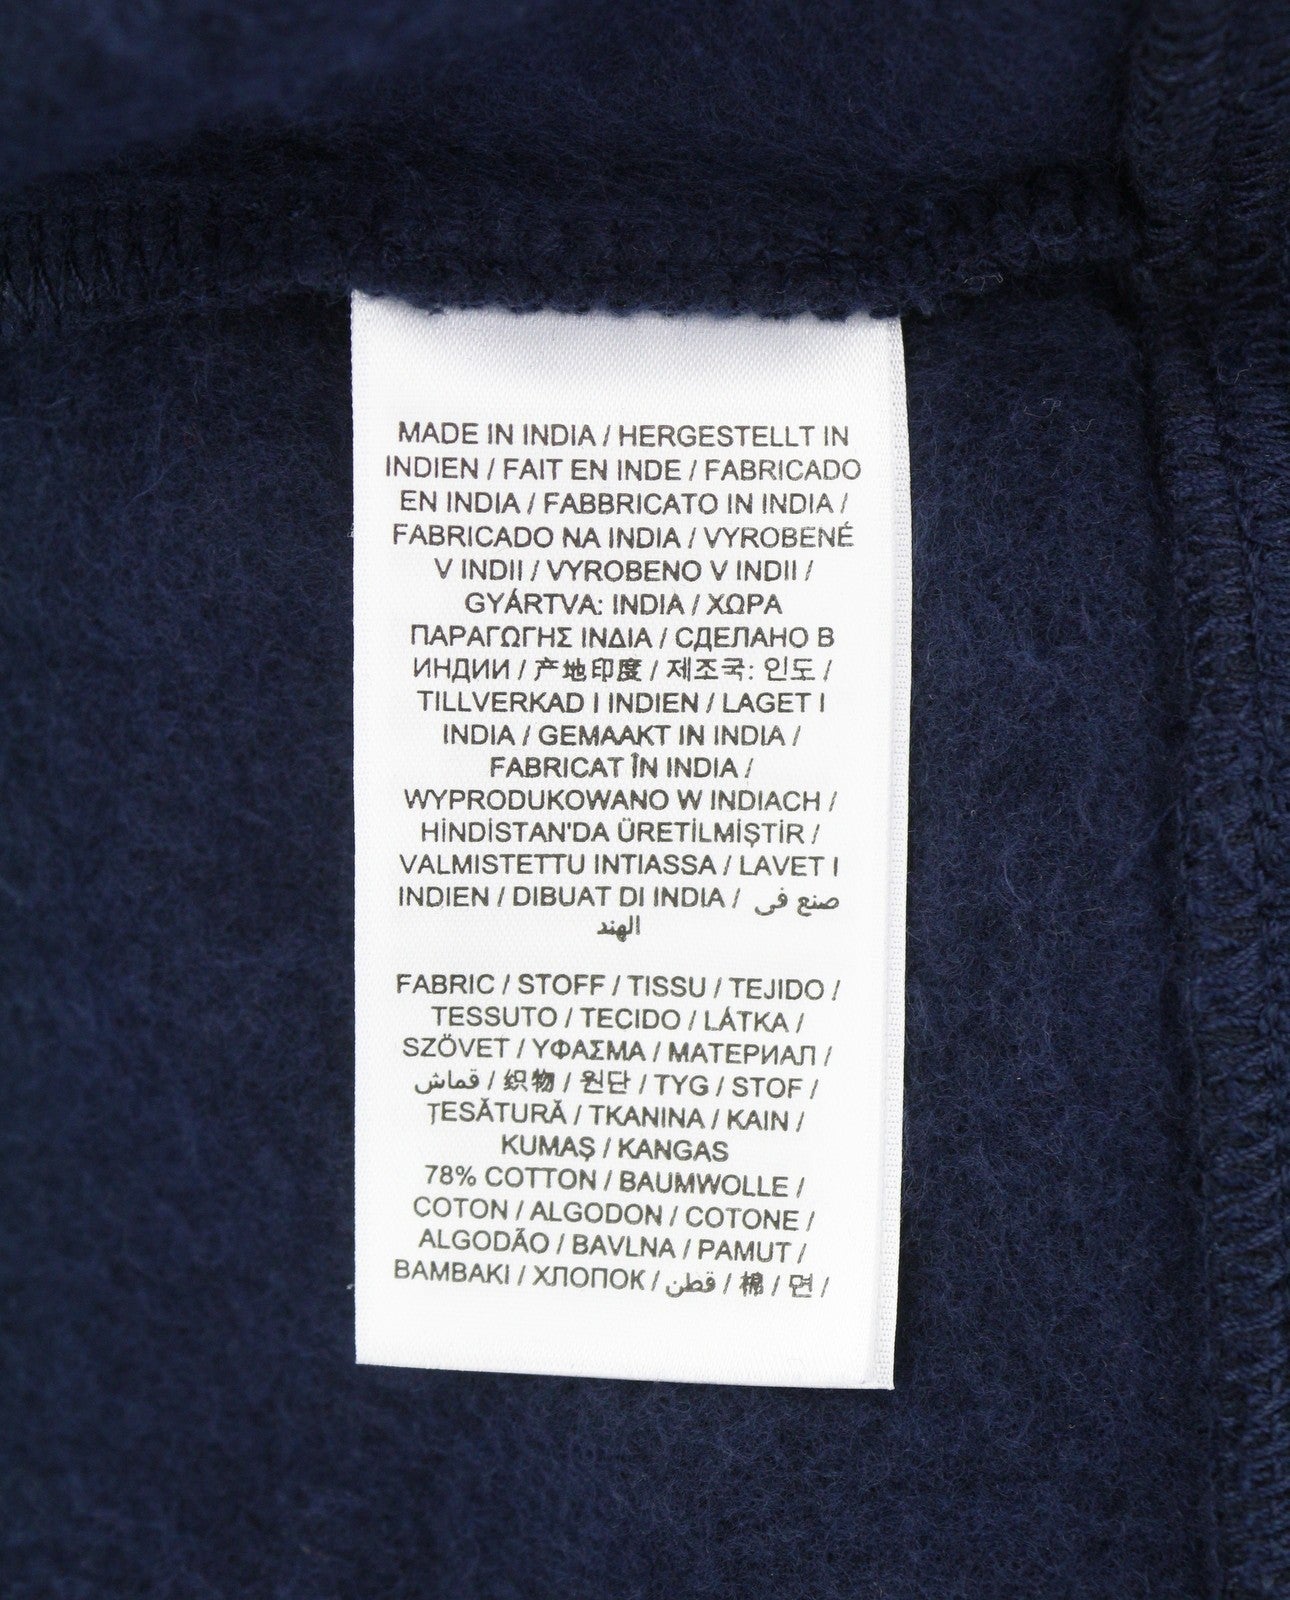 MADE IN INDIA / HERGESTELLT IN
INDIEN / FAIT EN INDE / FABRICADO
EN INDIA / FABBRICATO IN INDIA /
FABRICADO NA INDIA / VYROBENÉ
V INDII / VYROBENO V INDII /
GYÁRTVA: INDIA / ΧΩΡΑ
ΠΑΡΑΓΩΓΗΣ ΙΝΔΙΑ / СДЕЛАНО В
ИНДИИ / 产地印度 / 제조국: 인도 /
TILLVERKAD I INDIEN / LAGET I
INDIA / GEMAAKT IN INDIA /
FABRICAT ÎN INDIA /
WYPRODUKOWANO W INDIACH /
HİNDİSTAN'DA ÜRETİLMİŞTİR /
VALMISTETTU INTIASSA / LAVET I
INDIEN / DIBUAT DI INDIA / صنع في
الهند
FABRIC / STOFF / TISSU / TEJIDO /
TESSUTO / TECIDO / LÁTKA /
SZÖVET / ΥΦΑΣΜΑ / МАТЕРИАЛ /
قماش / 织物 / 원단 / TYG / STOF /
ȚESĂTURĂ / TKANINA / KAIN /
KUMAŞ / KANGAS
78% COTTON / BAUMWOLLE /
COTON / ALGODON / COTONE /
ALGODÃO / BAVLNA / PAMUT /
BAMBAKI / ХЛОПОК / قطن / 棉 / 면 /